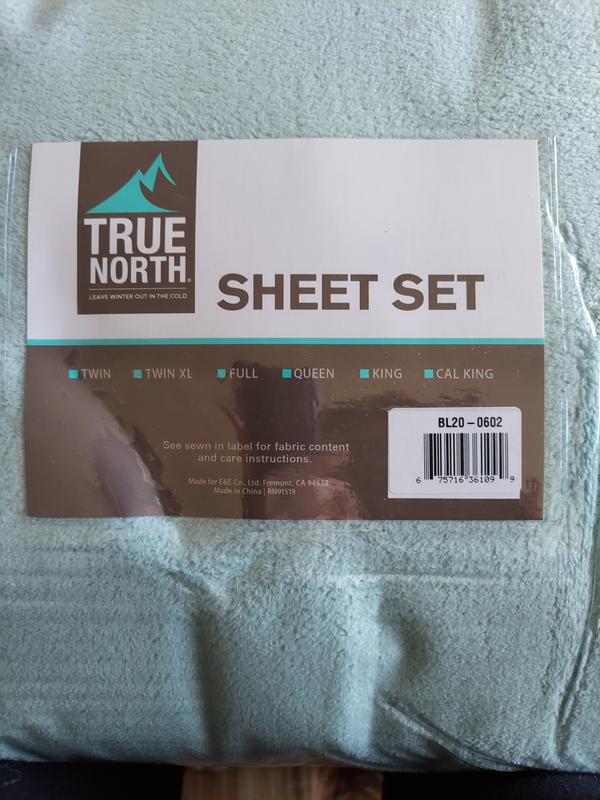 TRUE
NORTH®
LEAVE WINTER OUT IN THE COLD
SHEET SET
TWIN TWIN XL FULL QUEEN KING CAL KING
BL20-0602
6 75716 36109 9
See sewn in label for fabric content
and care instructions.
Made for E&E Co., Ltd. Fremont, CA 94538
Made in China | RN91519